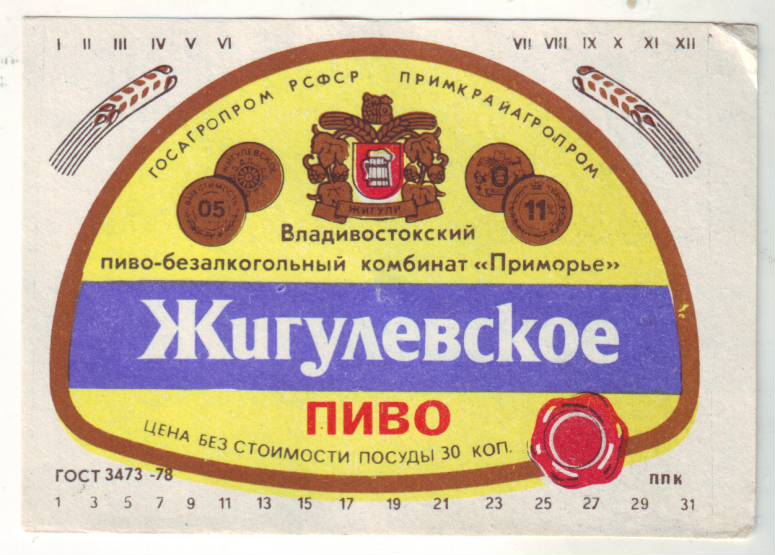 I II III IV V VI VII VIII IX X XI XII
ГОСАГРОПРОМ РСФСР ПРИМКРАЙАГРОПРОМ
ЖИГУЛЕВСКОЕ
ВМЕСТИМОСТЬ
05
11
ЖИГУЛИ
Владивостокский
пиво-безалкогольный комбинат «Приморье»
Жигулевское
ПИВО
ЦЕНА БЕЗ СТОИМОСТИ ПОСУДЫ 30 КОП.
ГОСТ 3473 -78 ППК
1 3 5 7 9 11 13 15 17 19 21 23 25 27 29 31